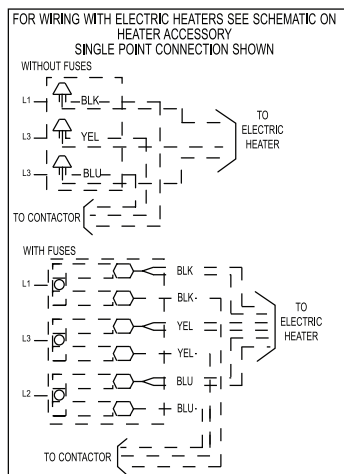 FOR WIRING WITH ELECTRIC HEATERS SEE SCHEMATIC ON
HEATER ACCESSORY
SINGLE POINT CONNECTION SHOWN
WITHOUT FUSES
L1
BLK
L3
YEL
L3
BLU
TO
ELECTRIC
HEATER
TO CONTACTOR
WITH FUSES
BLK
L1
BLK
YEL
L3
YEL
BLU
L2
BLU
TO
ELECTRIC
HEATER
TO CONTACTOR